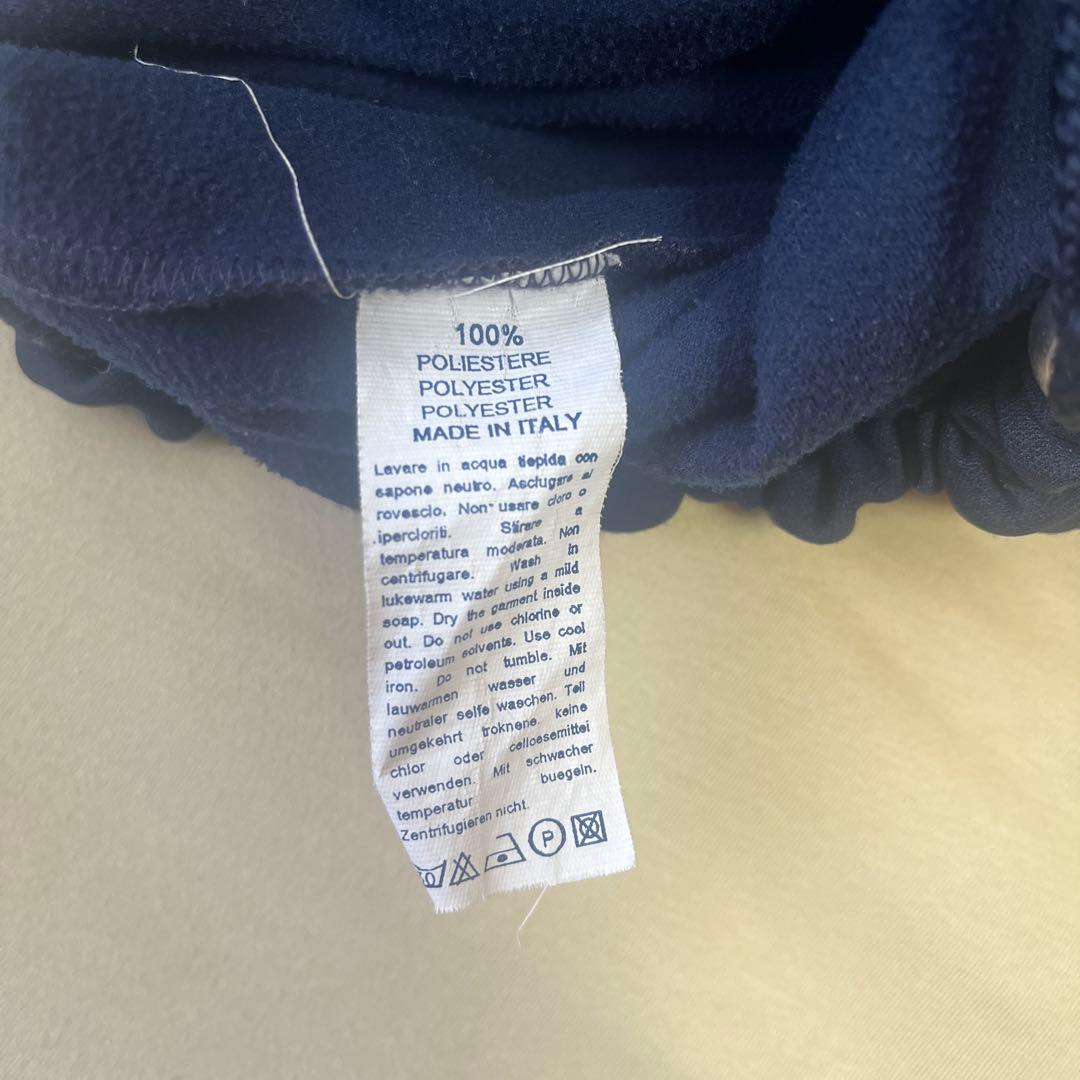 100%
POLIESTERE
POLYESTER
POLYESTER
MADE IN ITALY
Lavare in acqua tiepida con
sapone neutro. Asciugare al
rovescio. Non usare cloro o
ipercloriti. Stirare a
temperatura moderata. Non
centrifugare. Wash in
lukewarm water using a mild
soap. Dry the garment inside
out. Do not use chlorine or
petroleum solvents. Use cool
iron. Do not tumble. Mit
lauwarmen wasser und
neutraler seife waschen. Teil
umgekehrt troknene, keine
chlor oder celloesemittel
verwenden. Mit schwacher
temperatur buegeln.
Zentrifugieren nicht.
P